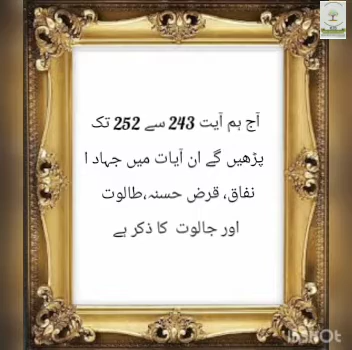 آج ہم آیت 243 سے 252 تک
پڑھیں گے ان آیات میں جہاد ا
نفاق، قرض حسنہ،طالوت
اور جالوت کا ذکر ہے